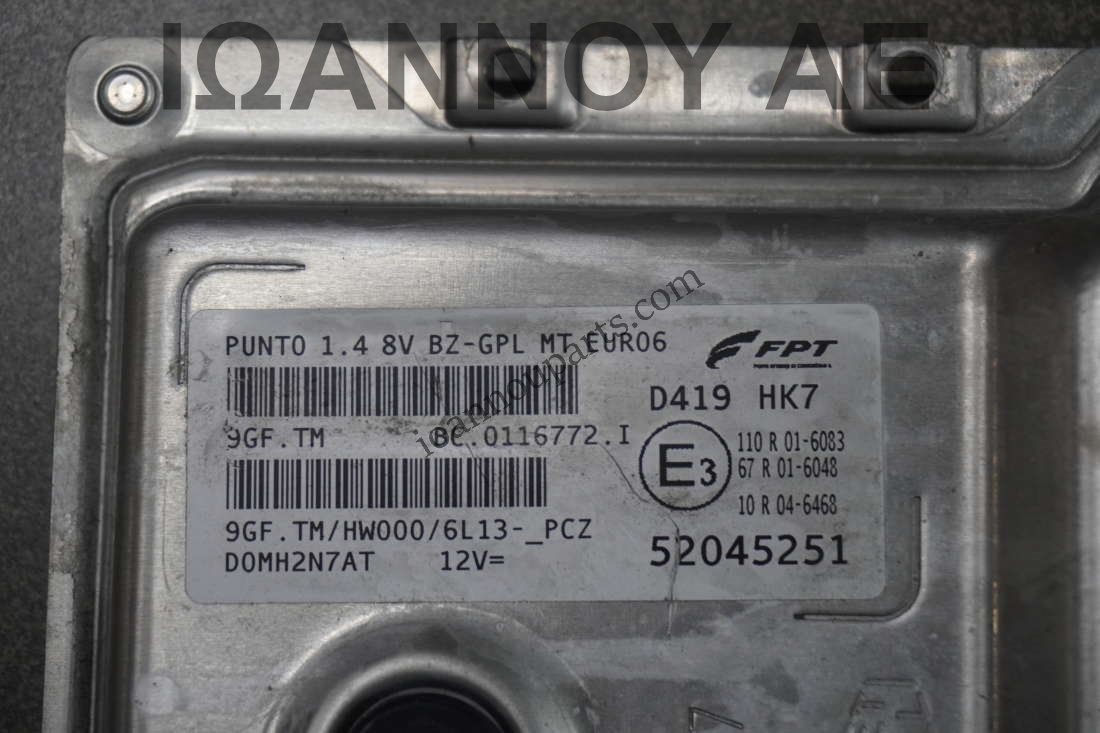 ΙΩΑΝΝΟΥ ΑΕ
PUNTO 1.4 8V BZ-GPL MT EURO6
FPT
D419 HK7
9GF.TM BC.0116772.I
E3
110 R 01-6083
67 R 01-6048
10 R 04-6468
9GF.TM/HW000/6L13-_PCZ
D0MH2N7AT 12V=
52045251
ioannouparts.com